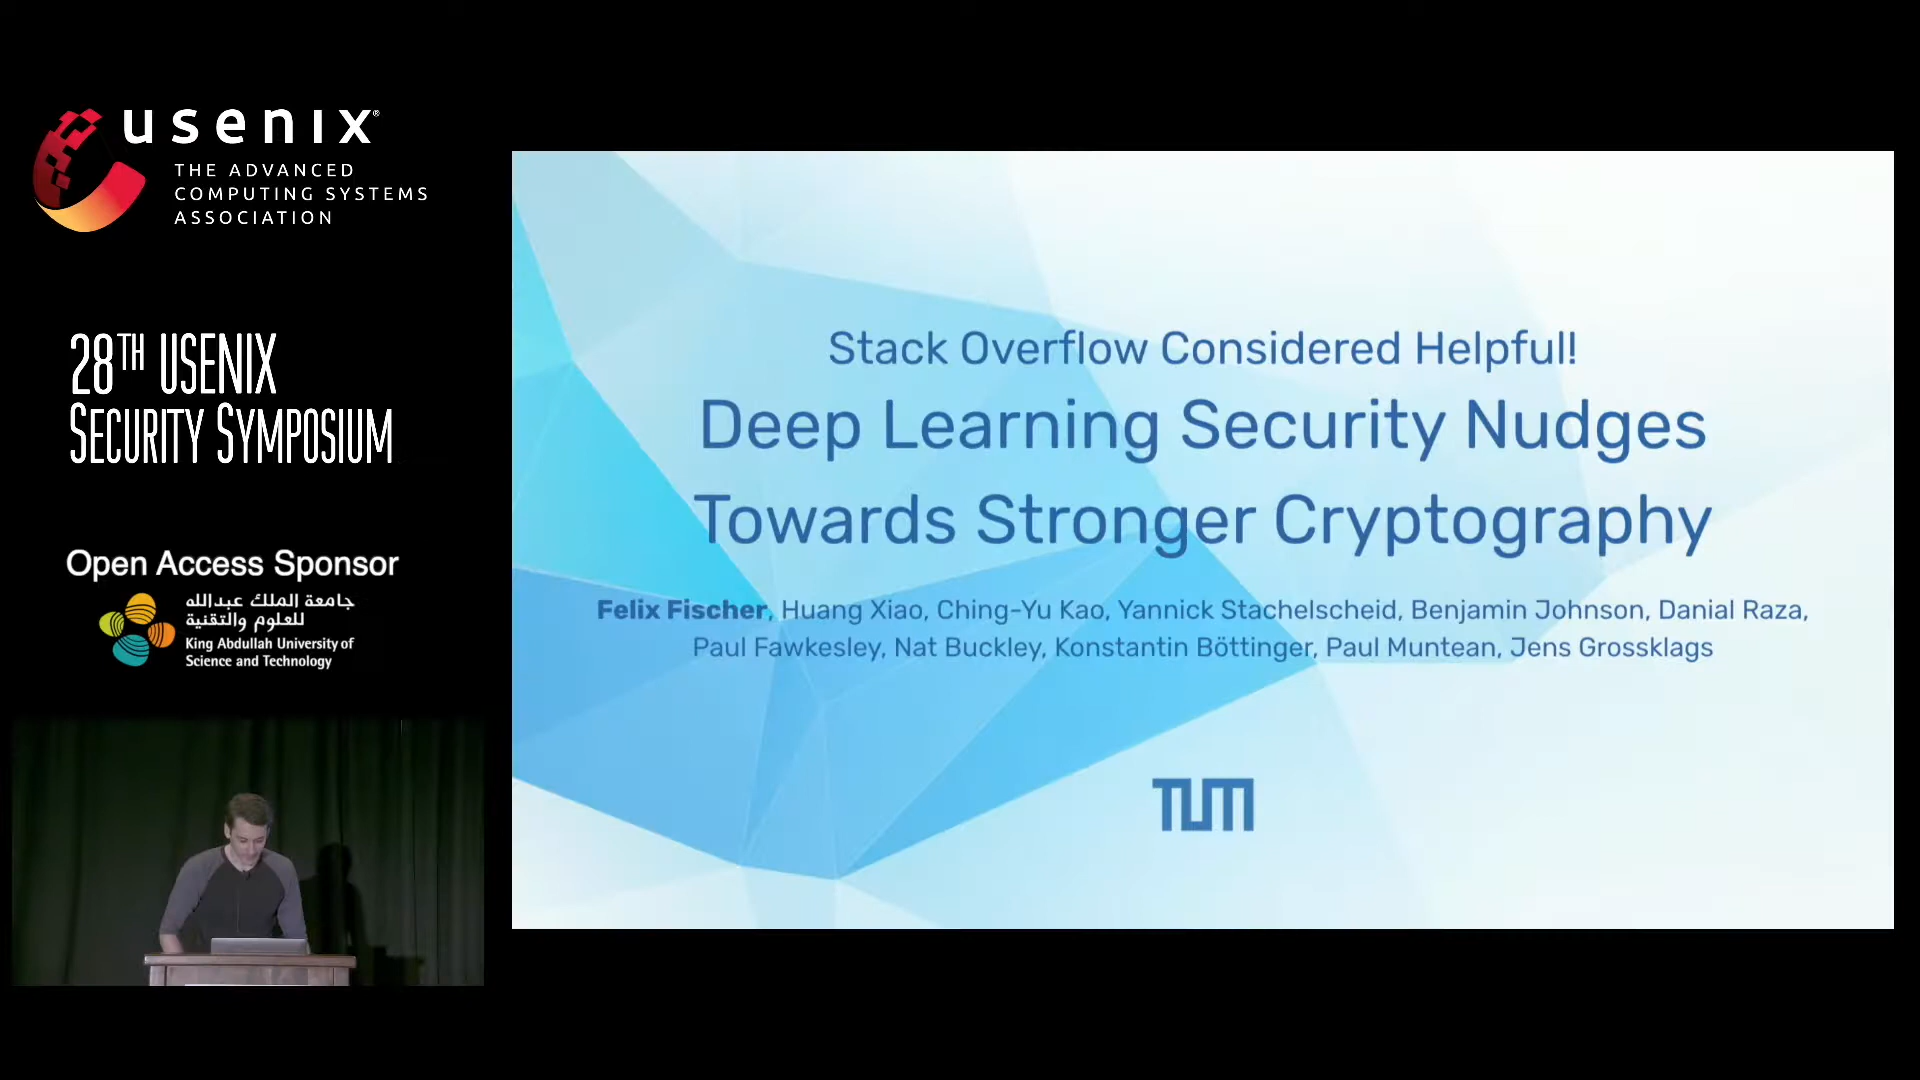 usenix®
THE ADVANCED
COMPUTING SYSTEMS
ASSOCIATION
28TH USENIX
SECURITY SYMPOSIUM
Open Access Sponsor
جامعة الملك عبدالله
للعلوم والتقنية
King Abdullah University of
Science and Technology
Stack Overflow Considered Helpful!
Deep Learning Security Nudges
Towards Stronger Cryptography
Felix Fischer, Huang Xiao, Ching-Yu Kao, Yannick Stachelscheid, Benjamin Johnson, Danial Raza,
Paul Fawkesley, Nat Buckley, Konstantin Böttinger, Paul Muntean, Jens Grossklags
TUM